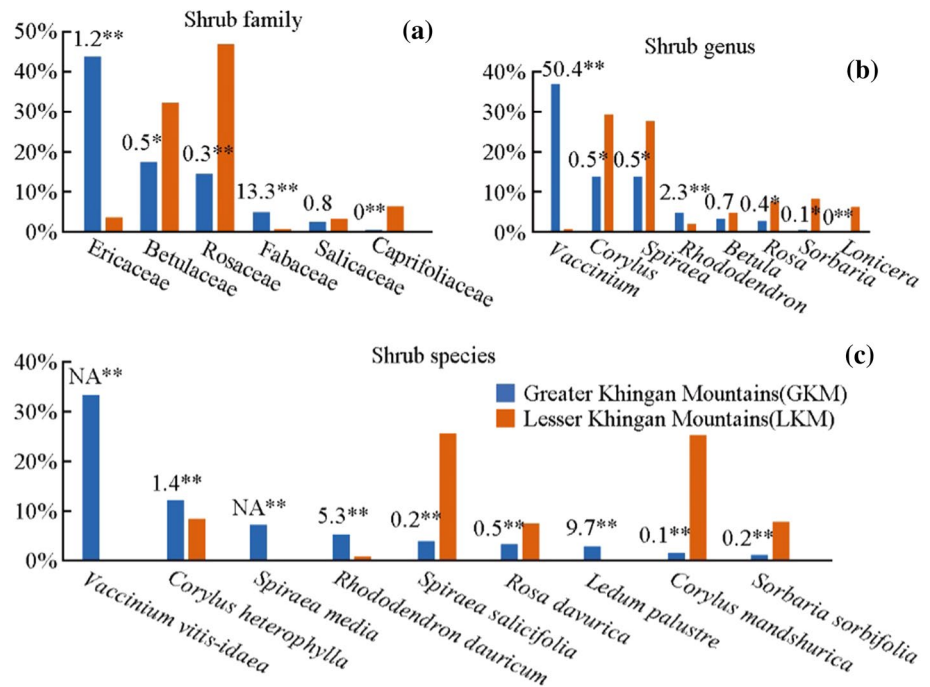 Shrub family
(a)
50%
40%
30%
20%
10%
0%
1.2**
0.5*
0.3**
13.3**
0.8
0**
Ericaceae
Betulaceae
Rosaceae
Fabaceae
Salicaceae
Caprifoliaceae
Shrub genus
(b)
40%
30%
20%
10%
0%
50.4**
0.5*
0.5*
2.3**
0.7
0.4*
0.1*
0**
Vaccinium
Corylus
Spiraea
Rhododendron
Betula
Rosa
Sorbaria
Lonicera
Shrub species
(c)
40%
30%
20%
10%
0%
NA**
1.4**
NA**
5.3**
0.2**
0.5**
9.7**
0.1**
0.2**
Greater Khingan Mountains(GKM)
Lesser Khingan Mountains(LKM)
Vaccinium vitis-idaea
Corylus heterophylla
Spiraea media
Rhododendron dauricum
Spiraea salicifolia
Rosa davurica
Ledum palustre
Corylus mandshurica
Sorbaria sorbifolia